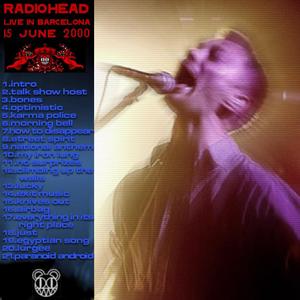 RADIOHEAD
LIVE IN BARCELONA
15 JUNE 2000
1.intro
2.talk show host
3.bones
4.optimistic
5.karma police
6.morning bell
7.how to disappear
8.street spirit
9.national anthem
10.my iron lung
11.no surprizes
12.climbing up the
walls
13.lucky
14.exit music
15.knives out
16.airbag
17.everything in its
right place
18.just
19.egyptian song
20.lurgee
21.paranoid android